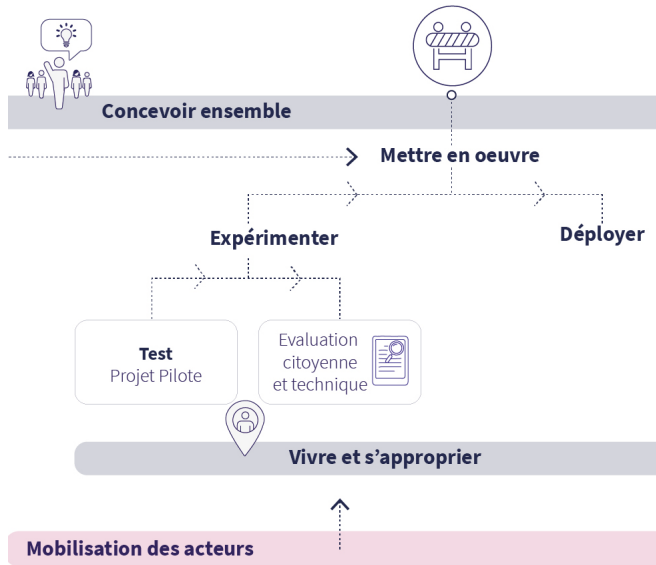 Concevoir ensemble
Mettre en oeuvre
Expérimenter
Déployer
Test
Projet Pilote
Evaluation
citoyenne
et technique
Vivre et s’approprier
Mobilisation des acteurs